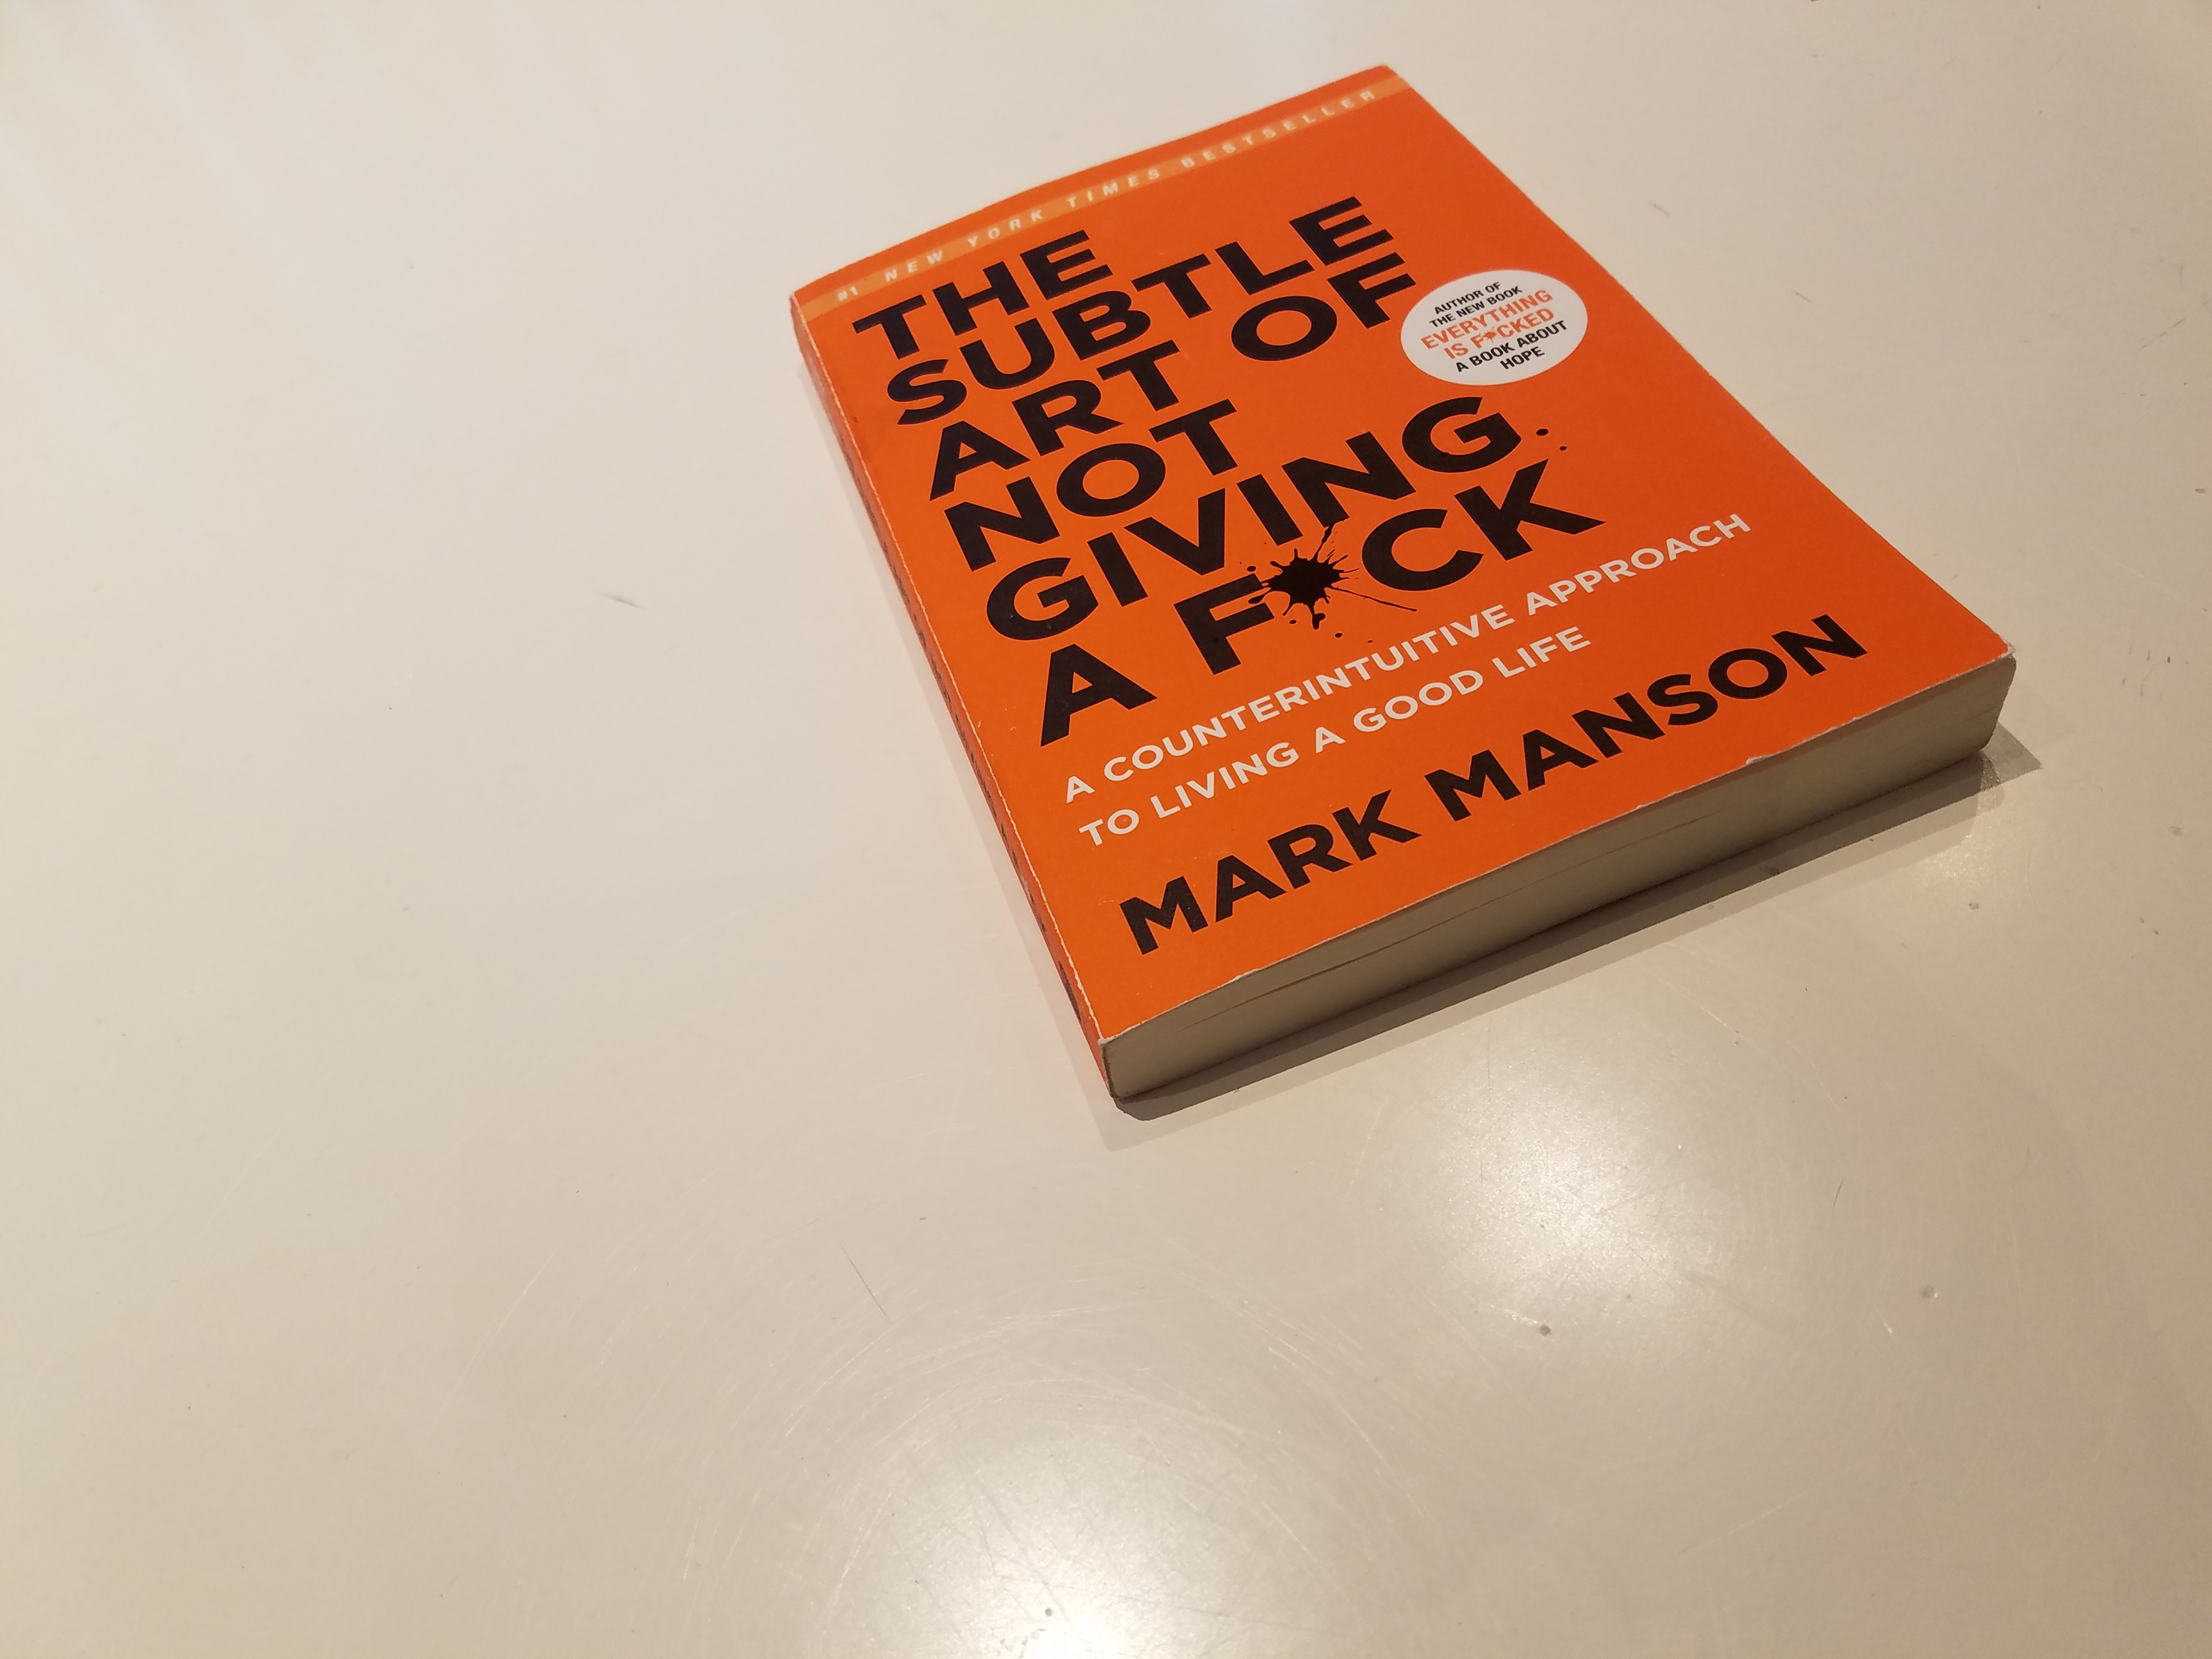 #1 NEW YORK TIMES BESTSELLER
THE
SUBTLE
ART OF
NOT
GIVING
A F*CK
AUTHOR OF
THE NEW BOOK
EVERYTHING
IS F*CKED
A BOOK ABOUT
HOPE
A COUNTERINTUITIVE APPROACH
TO LIVING A GOOD LIFE
MARK MANSON